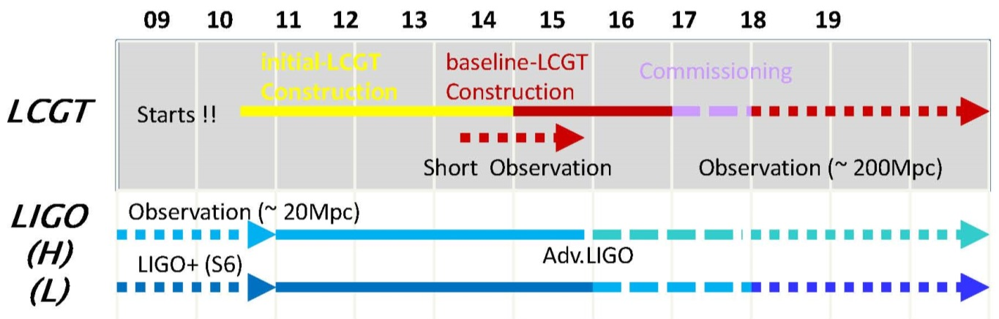 09 10 11 12 13 14 15 16 17 18 19
initial-LCGT
Construction
baseline-LCGT
Construction
Commissioning
LCGT
Starts !!
Short Observation
Observation (~ 200Mpc)
LIGO
Observation (~ 20Mpc)
(H)
Adv.LIGO
LIGO+ (S6)
(L)